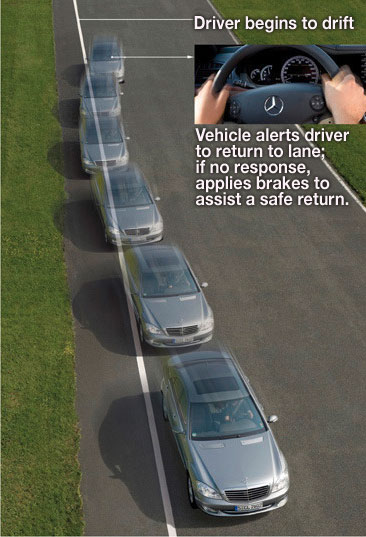 Driver begins to drift
Vehicle alerts driver
to return to lane;
if no response,
applies brakes to
assist a safe return.